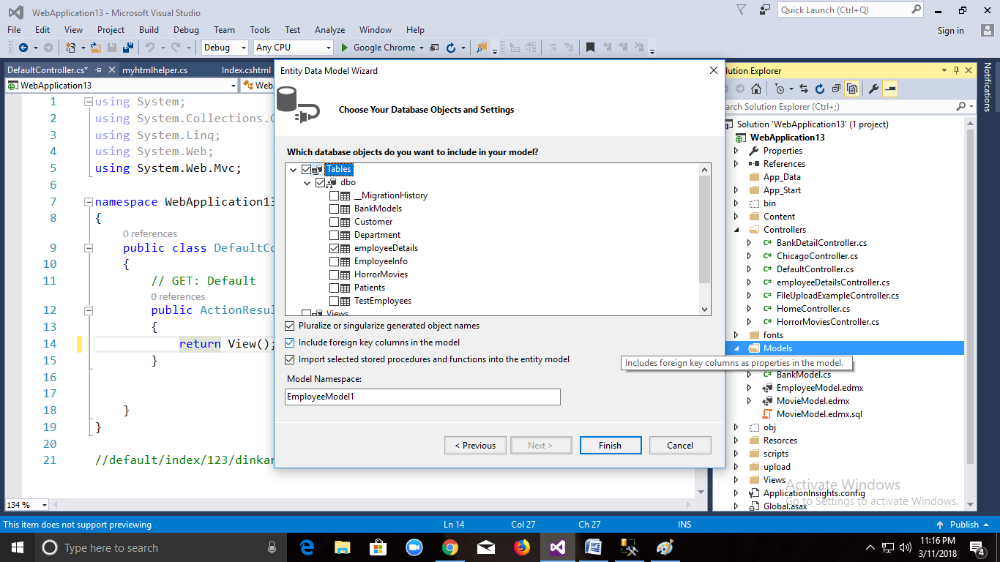 WebApplication13 - Microsoft Visual Studio
Quick Launch (Ctrl+Q)
File Edit View Project Build Debug Team Tools Test Analyze Window Help
Sign in
Debug Any CPU Google Chrome
DefaultController.cs* myhtmlhelper.cs Index.cshtml
WebApplication13
1 using System;
2 using System.Collections.
3 using System.Linq;
4 using System.Web;
5 using System.Web.Mvc;
6
7 namespace WebApplication13
8 {
0 references
9 public class DefaultCo
10 {
11 // GET: Default
0 references
12 public ActionResul
13 {
14 return View();
15 }
16
17
18 }
19 }
20
21 //default/index/123/dinkar
134 %
Entity Data Model Wizard
Choose Your Database Objects and Settings
Which database objects do you want to include in your model?
Tables
dbo
__MigrationHistory
BankModels
Customer
Department
employeeDetails
EmployeeInfo
HorrorMovies
Patients
TestEmployees
Views
Pluralize or singularize generated object names
Include foreign key columns in the model
Import selected stored procedures and functions into the entity model
Model Namespace:
EmployeeModel1
< Previous Next > Finish Cancel
Includes foreign key columns as properties in the model.
lution Explorer
arch Solution Explorer (Ctrl+;)
Solution 'WebApplication13' (1 project)
WebApplication13
Properties
References
App_Data
App_Start
bin
Content
Controllers
C# BankDetailController.cs
C# ChicagoController.cs
C# DefaultController.cs
C# employeeDetailsController.cs
C# FileUploadExampleController.cs
C# HomeController.cs
C# HorrorMoviesController.cs
fonts
Models
C# BankModel.cs
EmployeeModel.edmx
MovieModel.edmx
MovieModel.edmx.sql
obj
Resorces
scripts
upload
Views
ApplicationInsights.config
Global.asax
Activate Windows
Go to Settings to activate Windows.
Notifications
This item does not support previewing Ln 14 Col 27 Ch 27 INS Publish
Type here to search
11:16 PM
3/11/2018
4